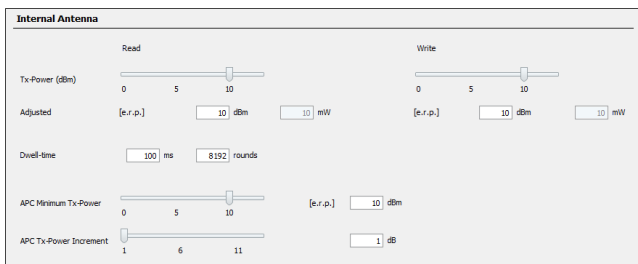 Internal Antenna
Read Write
Tx-Power (dBm)
0 5 10 0 5 10
Adjusted [e.r.p.] 10 dBm 10 mW [e.r.p.] 10 dBm 10 mW
Dwell-time 100 ms 8192 rounds
APC Minimum Tx-Power [e.r.p.] 10 dBm
0 5 10
APC Tx-Power Increment 1 dB
1 6 11